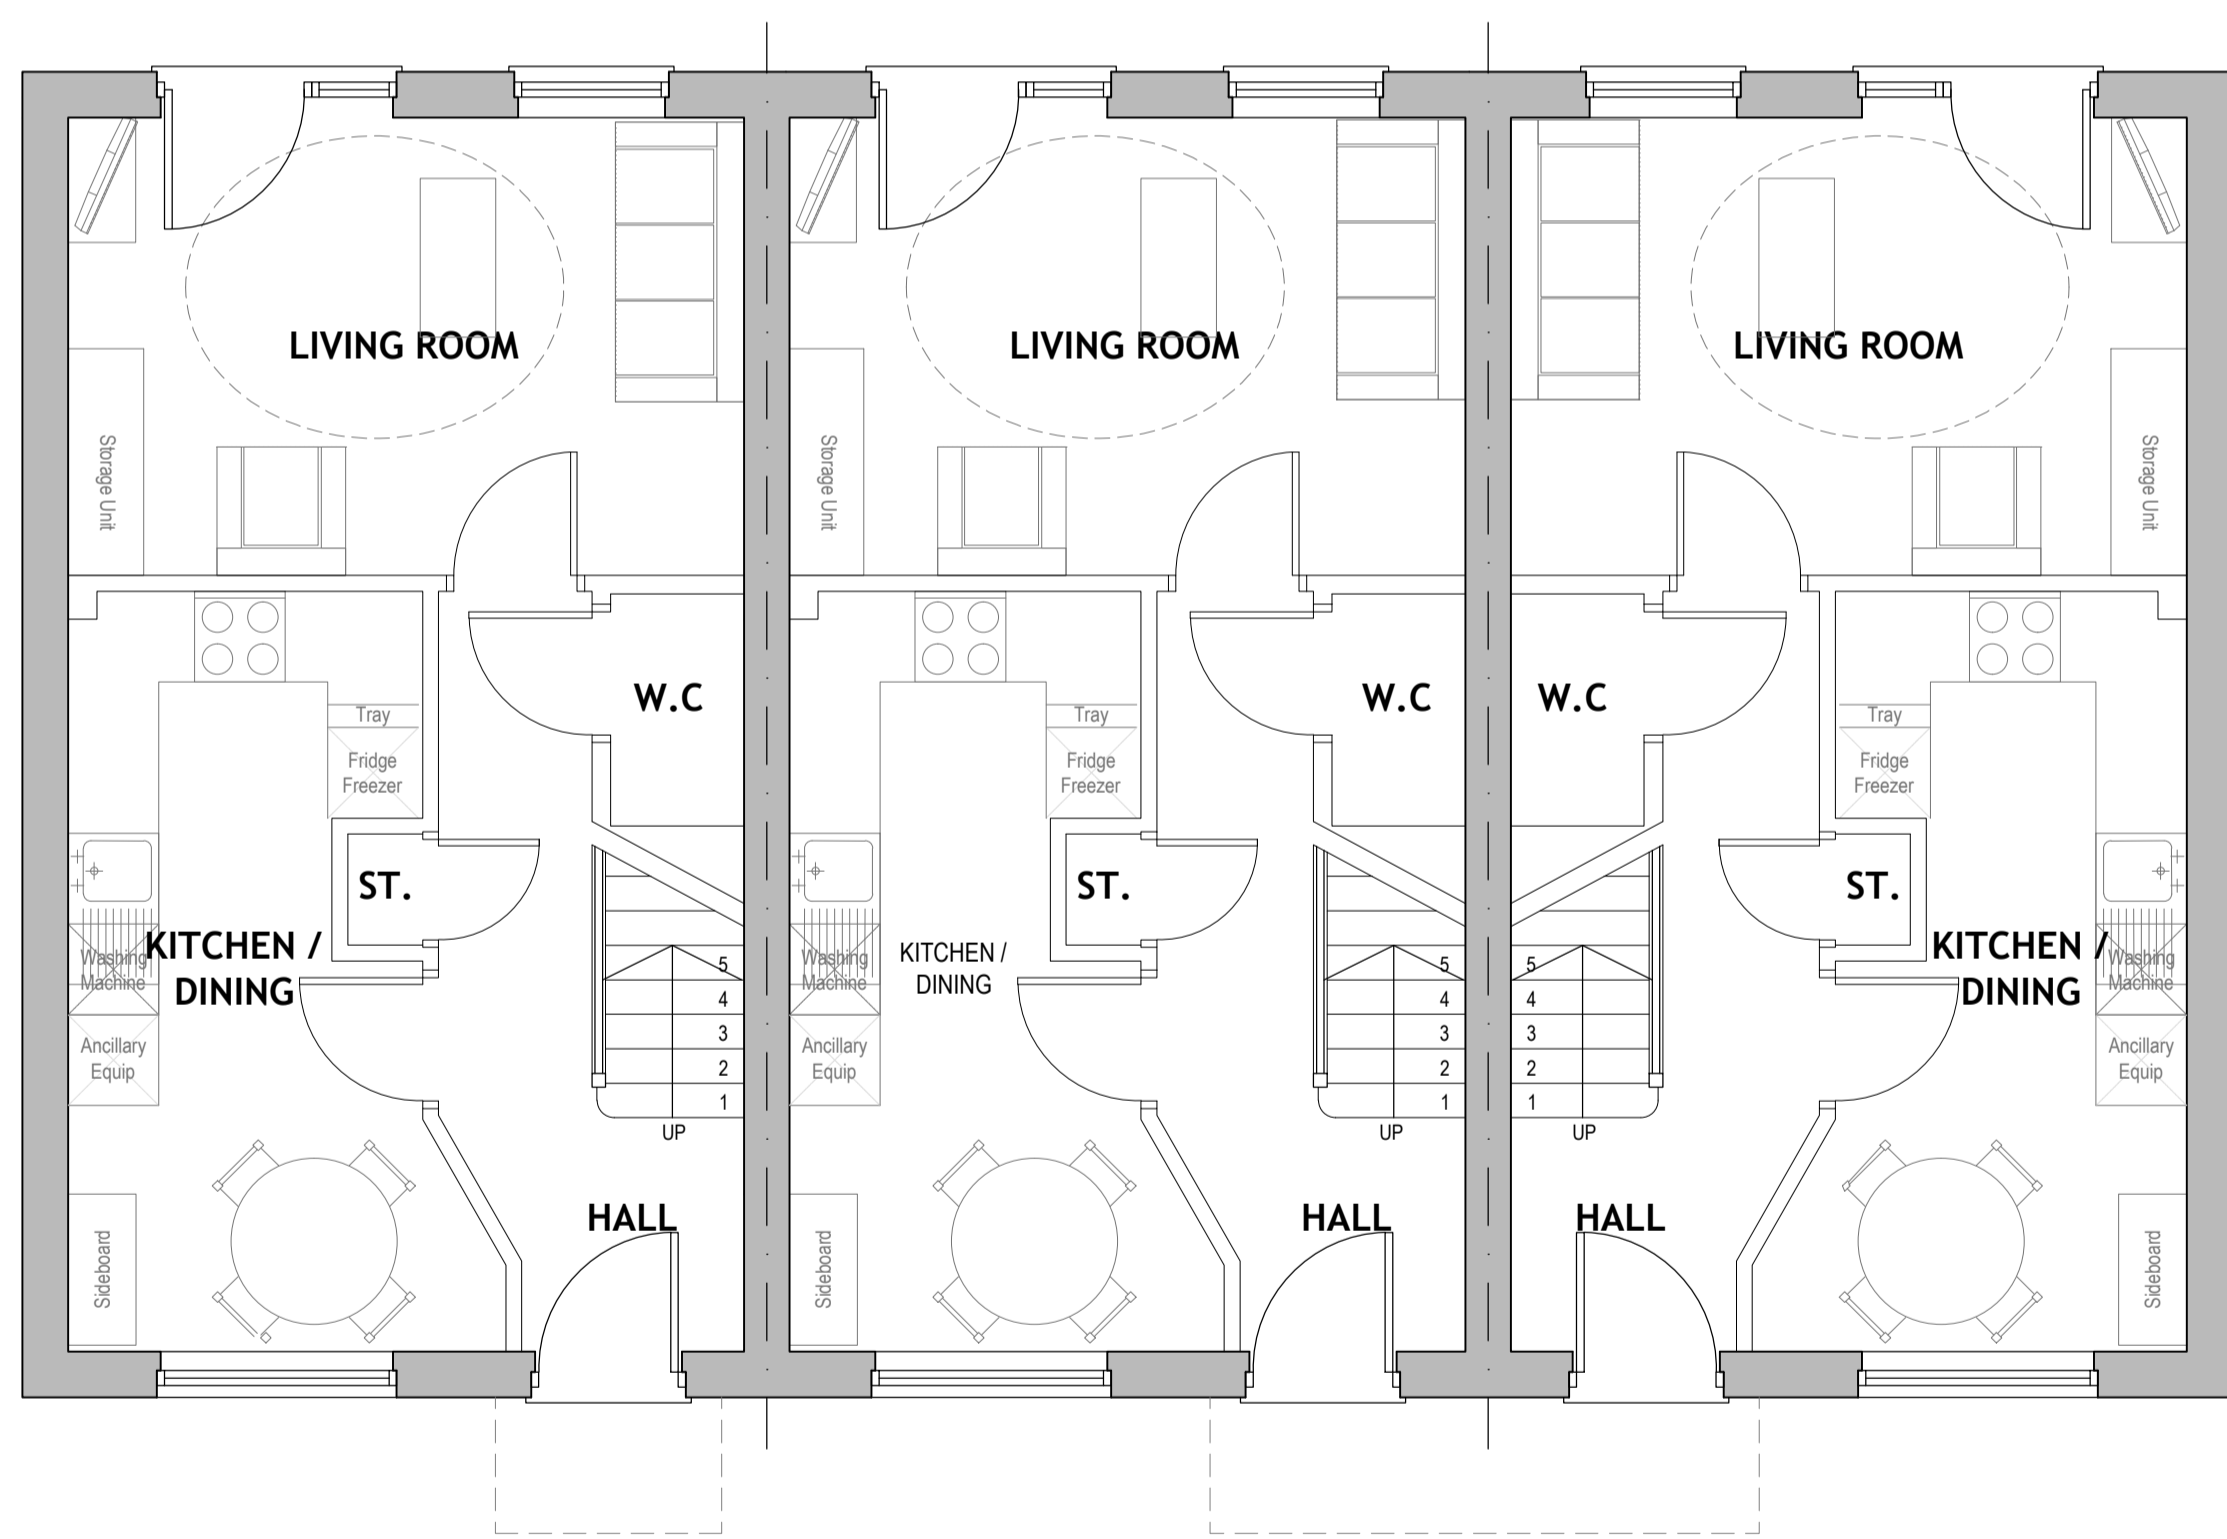 LIVING ROOM
LIVING ROOM
LIVING ROOM
Storage Unit
Storage Unit
Storage Unit
W.C
W.C
W.C
Tray
Tray
Tray
Fridge
Freezer
Fridge
Freezer
Fridge
Freezer
ST.
ST.
ST.
KITCHEN /
DINING
KITCHEN /
DINING
KITCHEN /
DINING
Washing
Machine
Washing
Machine
Washing
Machine
5
4
3
2
1
UP
5
4
3
2
1
UP
5
4
3
2
1
UP
Ancillary
Equip
Ancillary
Equip
Ancillary
Equip
HALL
HALL
HALL
Sideboard
Sideboard
Sideboard